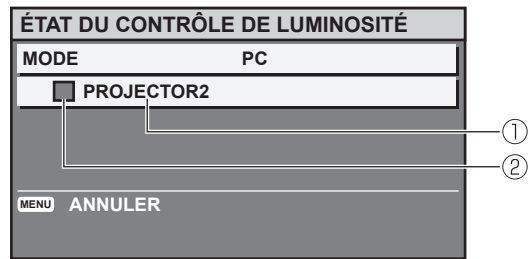 ÉTAT DU CONTRÔLE DE LUMINOSITÉ
MODE PC
PROJECTOR2
①
②
MENU ANNULER